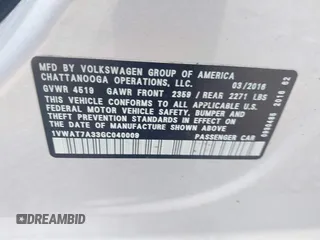 MFD BY VOLKSWAGEN GROUP OF AMERICA
CHATTANOOGA OPERATIONS, LLC. 03/2016
GVWR 4519 GAWR FRONT 2359 / REAR 2271 LBS
THIS VEHICLE CONFORMS TO ALL APPLICABLE U.S.
FEDERAL MOTOR VEHICLE SAFETY, BUMPER AND
THEFT PREVENTION STANDARDS IN EFFECT ON THE
DATE OF MANUFACTURE SHOWN ABOVE.
1VWAT7A33GC040009 PASSENGER CAR
2016 02
DREAMBID